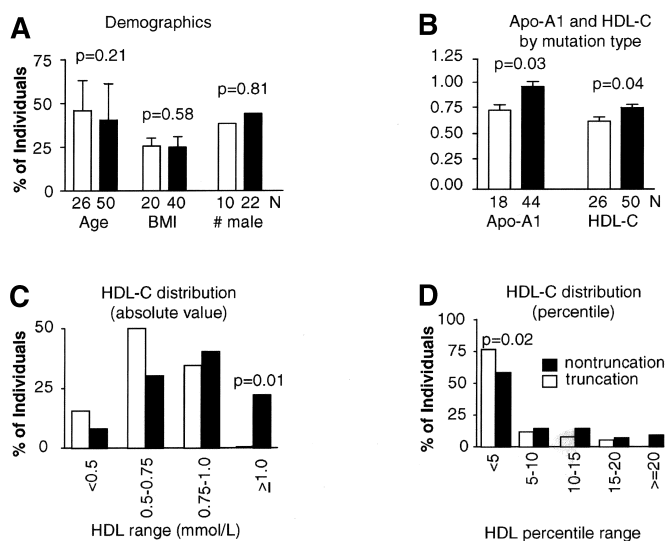 A
Demographics
% of Individuals
75
50
25
0
p=0.21
p=0.58
p=0.81
26 50 20 40 10 22 N
Age BMI # male
B
Apo-A1 and HDL-C
by mutation type
1.25
1.00
0.75
0.50
0.25
0.00
p=0.03
p=0.04
18 44 26 50 N
Apo-A1 HDL-C
C
HDL-C distribution
(absolute value)
% of Individuals
50
25
0
p=0.01
<0.5
0.5-0.75
0.75-1.0
≥1.0
HDL range (mmol/L)
D
HDL-C distribution
(percentile)
% of Individuals
100
75
50
25
0
p=0.02
nontruncation
truncation
<5
5-10
10-15
15-20
>=20
HDL percentile range